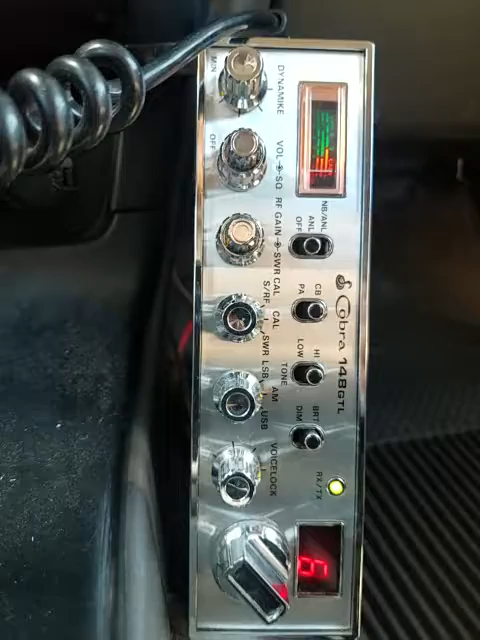 NB/ANL
ANL
OFF
CB
PA
Cobra 148GTL
HI
LOW
TONE
BRT
DIM
RX/TX
DYNAMIKE
MIN
VOL SQ
OFF
RF GAIN SWR CAL
S/RF CAL SWR
LSB AM USB
VOICELOCK